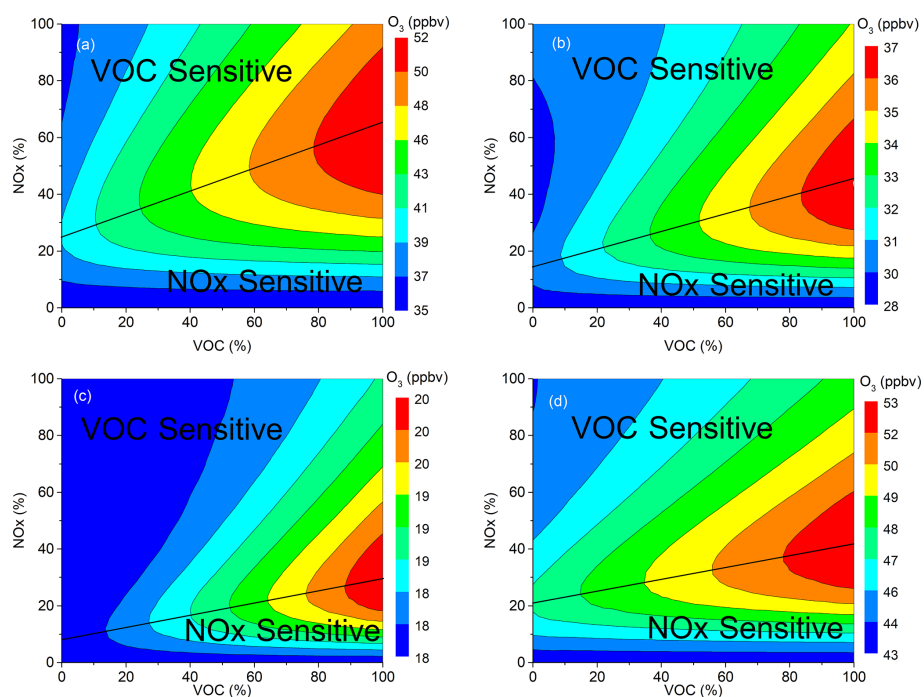 O3 (ppbv)
(a)
VOC Sensitive
NOx Sensitive
NOx (%)
100
80
60
40
20
0
0 20 40 60 80 100
VOC (%)
52
50
48
46
43
41
39
37
35
O3 (ppbv)
(b)
VOC Sensitive
NOx Sensitive
NOx (%)
100
80
60
40
20
0
0 20 40 60 80 100
VOC (%)
37
36
35
34
33
32
31
30
28
O3 (ppbv)
(c)
VOC Sensitive
NOx Sensitive
NOx (%)
100
80
60
40
20
0
0 20 40 60 80 100
VOC (%)
20
20
20
19
19
19
18
18
18
O3 (ppbv)
(d)
VOC Sensitive
NOx Sensitive
NOx (%)
100
80
60
40
20
0
0 20 40 60 80 100
VOC (%)
53
52
50
49
48
47
46
44
43